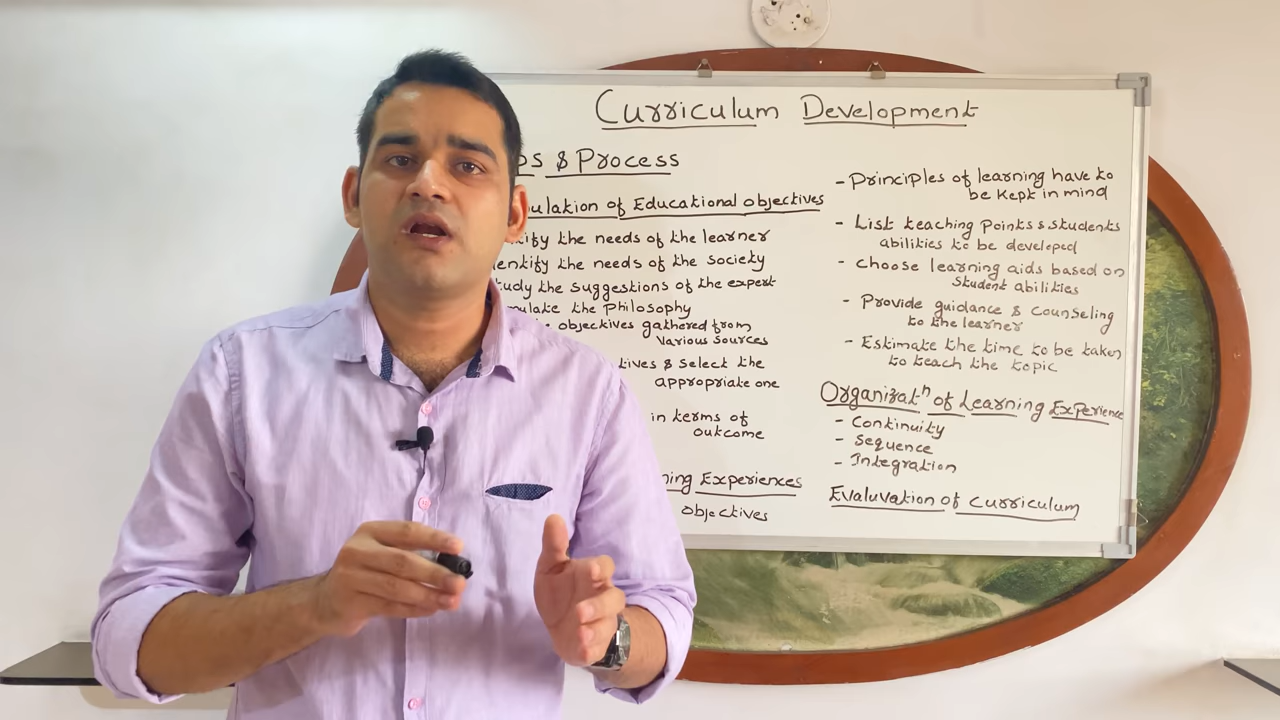 Curriculum Development
ps & Process
ulation of Educational objectives
tify the needs of the learner
entify the needs of the society
tudy the suggestions of the expert
mulate the Philosophy
objectives gathered from
Various sources
tives & Select the
appropriate one
in terms of
outcome
ning Experiences
objectives
- Principles of learning have to
be kept in mind
- List teaching Points & Students
abilities to be developed
- choose learning aids based on
Student abilities
- Provide guidance & counseling
to the learner
- Estimate the time to be taken
to teach the topic
Organizatⁿ of Learning Experience
- Continuity
- Sequence
- Integration
Evaluvation of curriculum